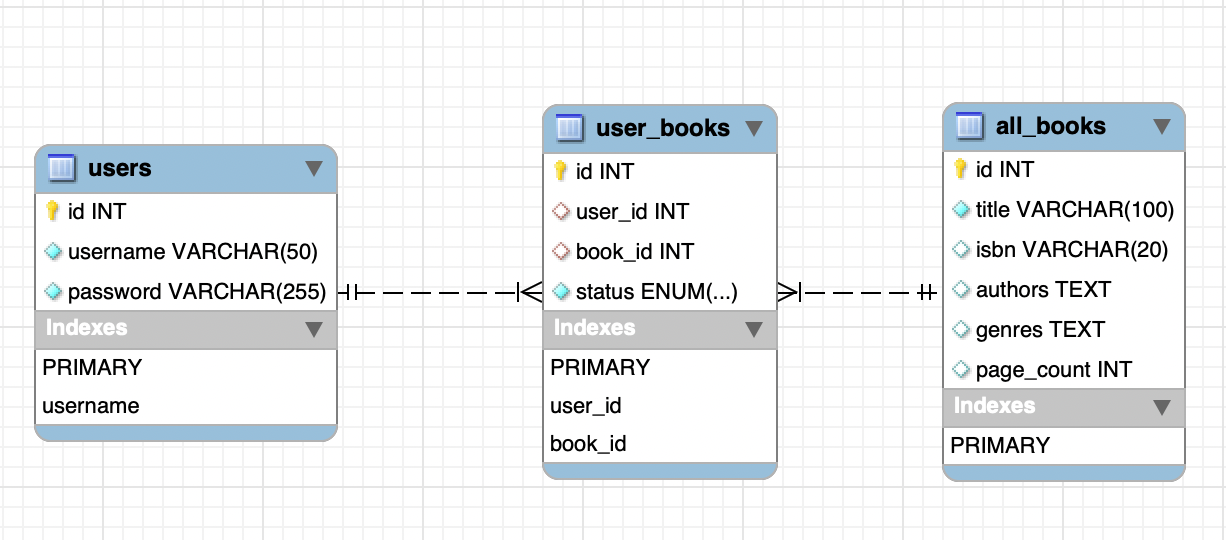 users
id INT
username VARCHAR(50)
password VARCHAR(255)
Indexes
PRIMARY
username
user_books
id INT
user_id INT
book_id INT
status ENUM(...)
Indexes
PRIMARY
user_id
book_id
all_books
id INT
title VARCHAR(100)
isbn VARCHAR(20)
authors TEXT
genres TEXT
page_count INT
Indexes
PRIMARY